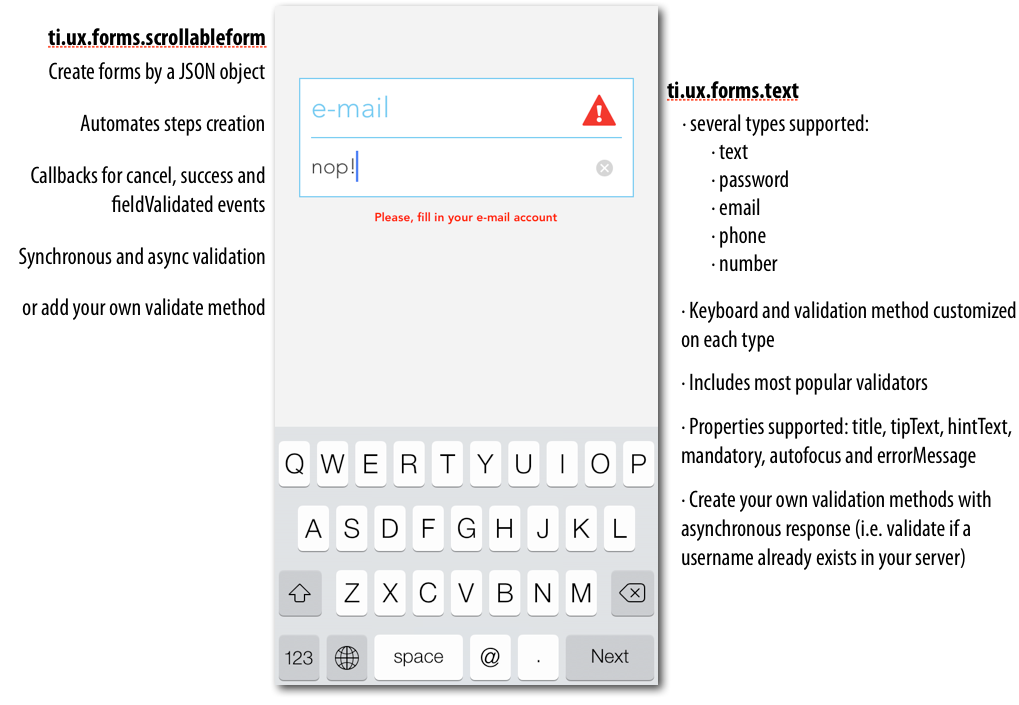 ti.ux.forms.scrollableform
Create forms by a JSON object
Automates steps creation
Callbacks for cancel, success and
fieldValidated events
Synchronous and async validation
or add your own validate method
e-mail
nop!
Please, fill in your e-mail account
Q W E R T Y U I O P
A S D F G H J K L
Z X C V B N M
123 space @ . Next
ti.ux.forms.text
· several types supported:
· text
· password
· email
· phone
· number
· Keyboard and validation method customized
on each type
· Includes most popular validators
· Properties supported: title, tipText, hintText,
mandatory, autofocus and errorMessage
· Create your own validation methods with
asynchronous response (i.e. validate if a
username already exists in your server)